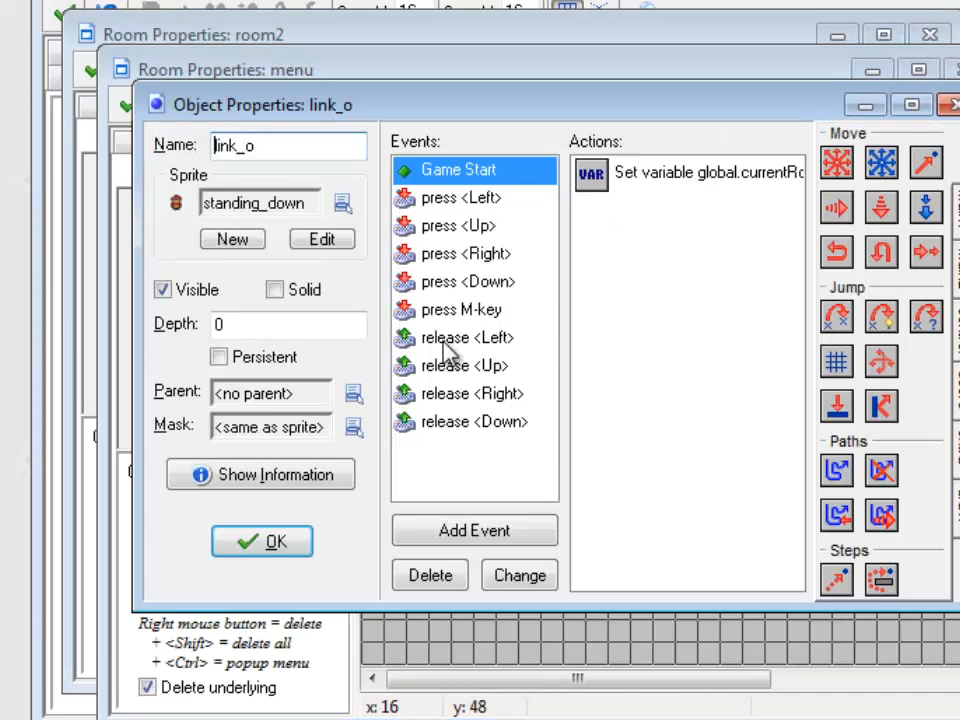 Room Properties: room2
Room Properties: menu
Object Properties: link_o
Name: link_o
Sprite
standing_down
New Edit
Visible Solid
Depth: 0
Persistent
Parent: <no parent>
Mask: <same as sprite>
Show Information
OK
Events:
Game Start
press <Left>
press <Up>
press <Right>
press <Down>
press M-key
release <Left>
release <Up>
release <Right>
release <Down>
Add Event
Delete Change
Actions:
VAR Set variable global.currentRo
Move
Jump
Paths
Steps
Right mouse button = delete
+ <Shift> = delete all
+ <Ctrl> = popup menu
Delete underlying
x: 16 y: 48